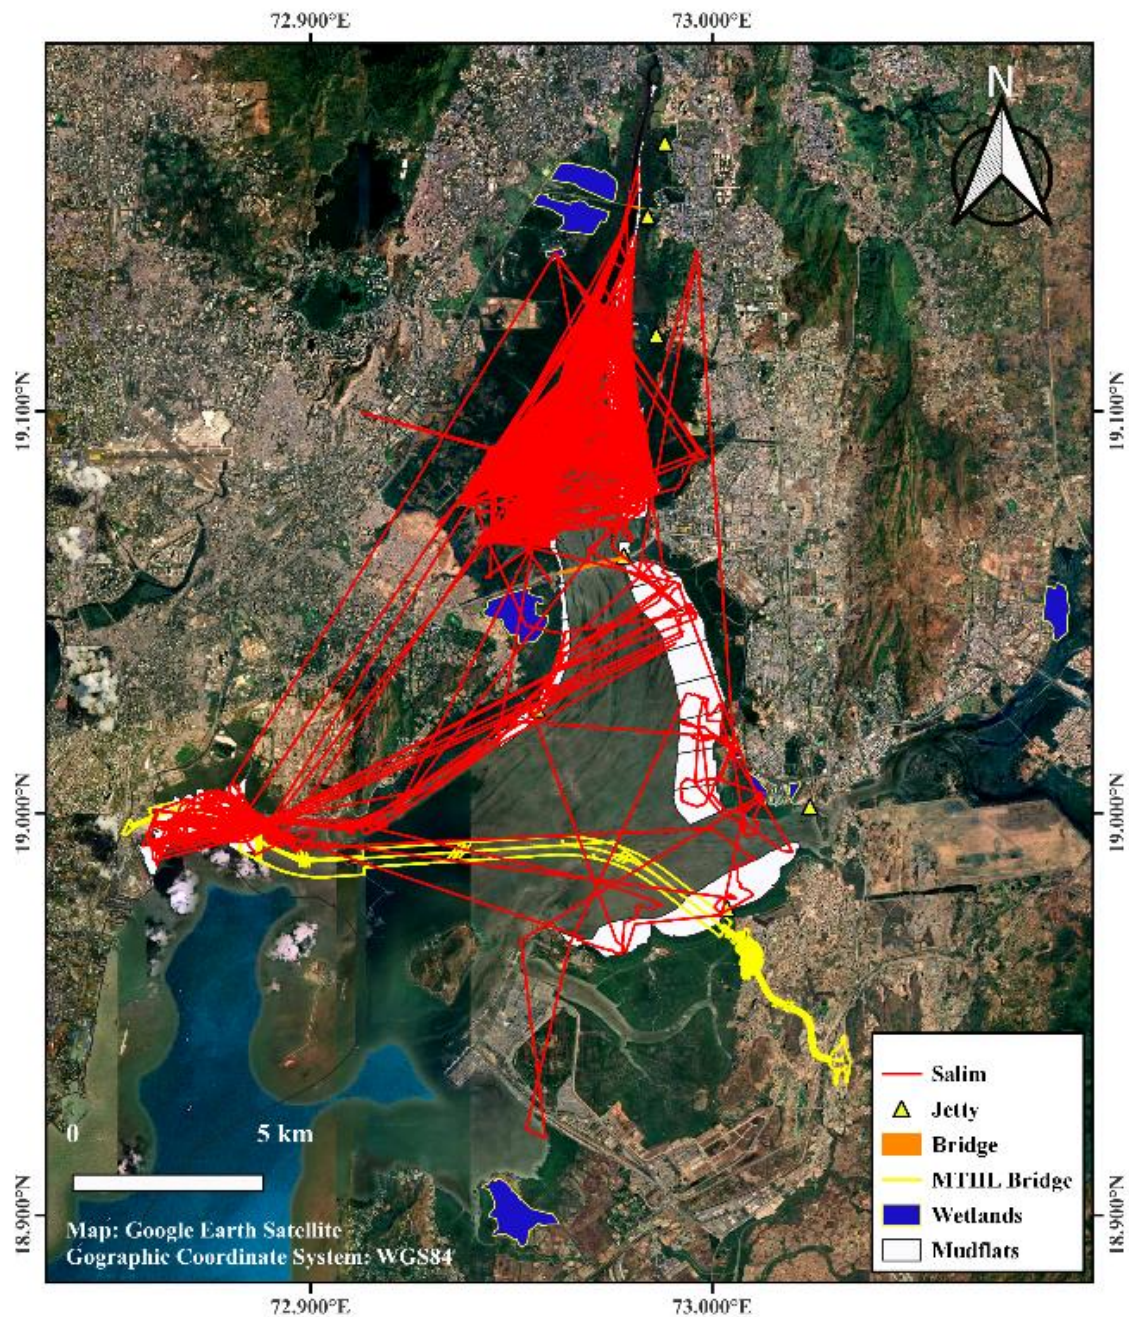 72.900°E
73.000°E
N
19.100°N
19.100°N
19.000°N
19.000°N
0
5 km
Salim
Jetty
Bridge
MTHL Bridge
Wetlands
Mudflats
18.900°N
18.900°N
Map: Google Earth Satellite
Gographic Coordinate System: WGS84
72.900°E
73.000°E